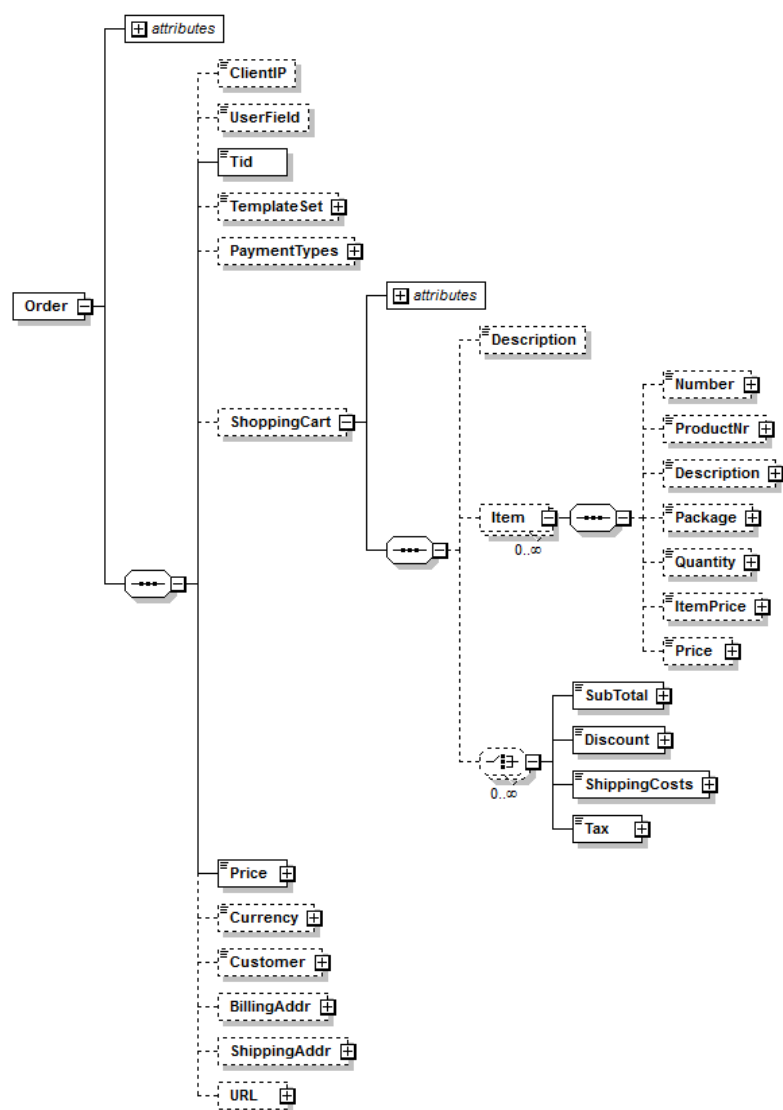 attributes
ClientIP
UserField
Tid
TemplateSet
PaymentTypes
Order
attributes
Description
ShoppingCart
Number
ProductNr
Description
Item
0..∞
Package
Quantity
ItemPrice
Price
SubTotal
Discount
0..∞
ShippingCosts
Tax
Price
Currency
Customer
BillingAddr
ShippingAddr
URL